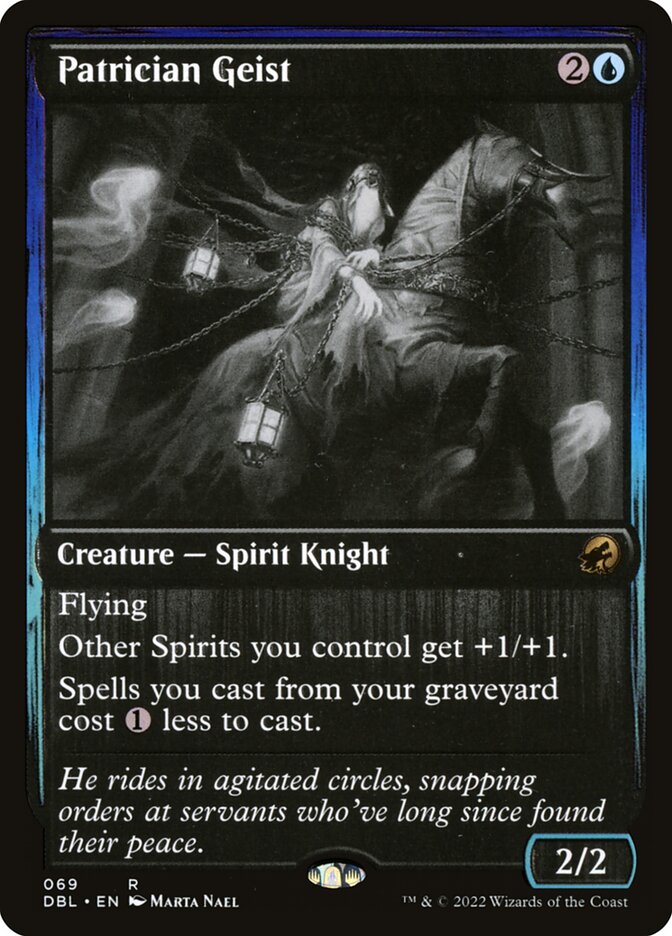 Patrician Geist 2
Creature — Spirit Knight
Flying
Other Spirits you control get +1/+1.
Spells you cast from your graveyard
cost 1 less to cast.
He rides in agitated circles, snapping
orders at servants who've long since found
their peace.
2/2
069 R
DBL • EN Marta Nael ™ & © 2022 Wizards of the Coast